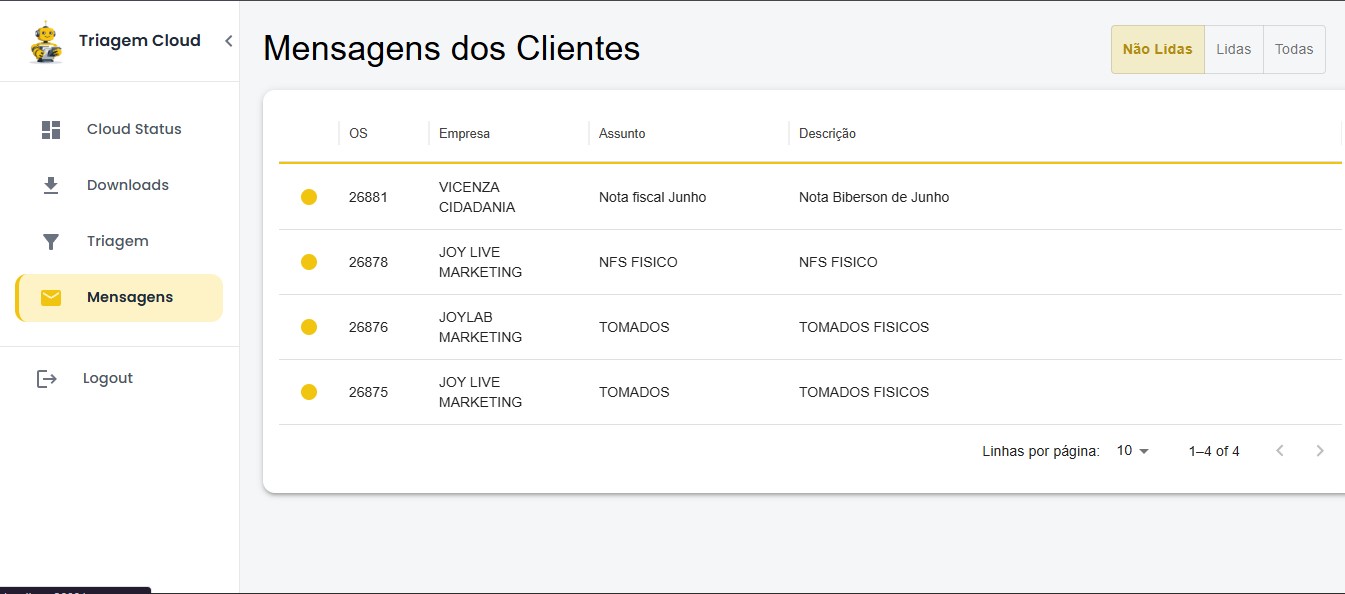 Triagem Cloud
Mensagens dos Clientes
Não Lidas
Lidas
Todas
Cloud Status
Downloads
Triagem
Mensagens
Logout
OS
Empresa
Assunto
Descrição
26881
VICENZA
CIDADANIA
Nota fiscal Junho
Nota Biberson de Junho
26878
JOY LIVE
MARKETING
NFS FISICO
NFS FISICO
26876
JOYLAB
MARKETING
TOMADOS
TOMADOS FISICOS
26875
JOY LIVE
MARKETING
TOMADOS
TOMADOS FISICOS
Linhas por página:
10
1–4 of 4